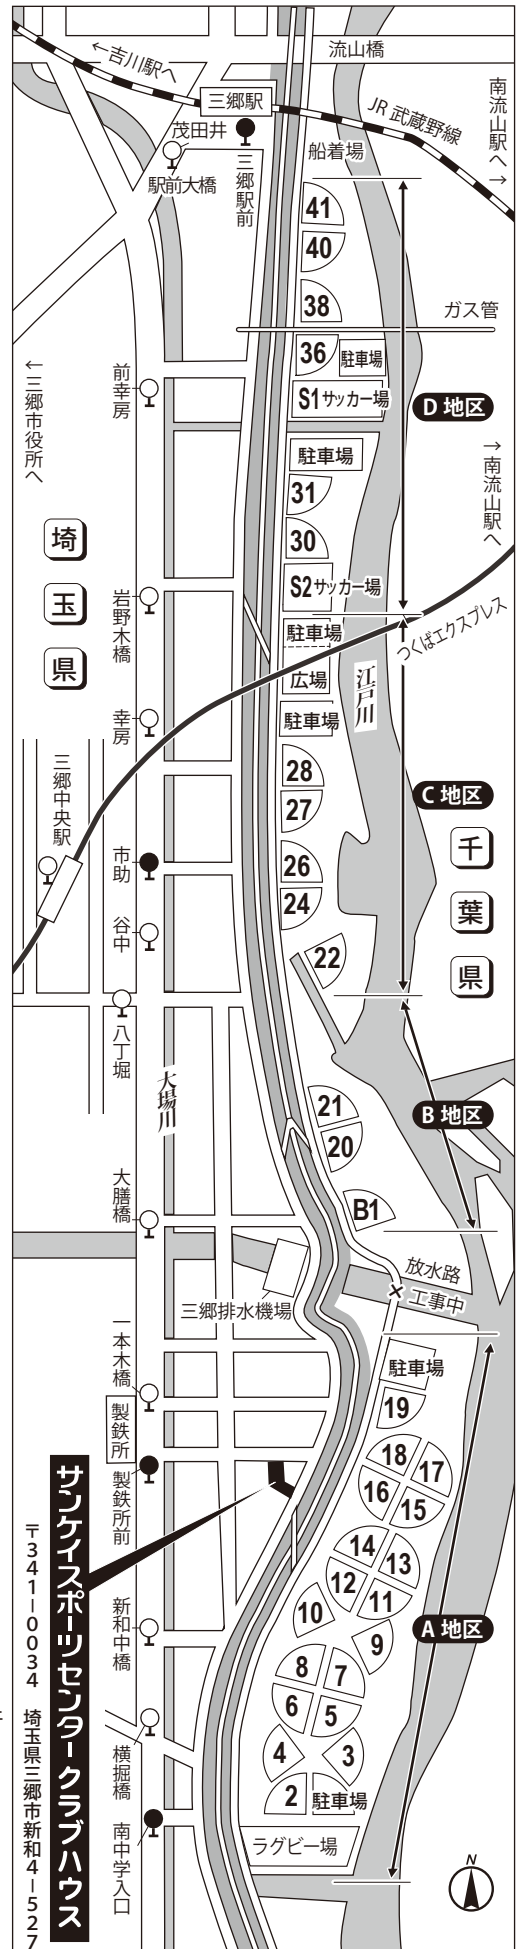 ←吉川駅へ
流山橋
三郷駅
JR 武蔵野線
南流山駅へ→
茂田井
駅前大橋
三郷駅前
船着場
41
40
38
ガス管
36
駐車場
前幸房
S1サッカー場
D 地区
←三郷市役所へ
駐車場
→南流山駅へ
31
30
埼玉県
S2サッカー場
岩野木橋
駐車場
つくばエクスプレス
広場
江戸川
幸房
駐車場
三郷中央駅
28
27
C 地区
千葉県
市助
26
24
谷中
22
八丁堀
大場川
21
20
B 地区
大膳橋
B1
放水路
×工事中
三郷排水機場
一本木橋
駐車場
19
製鉄所
製鉄所前
18
17
16
15
14
13
12
11
10
9
A 地区
新和中橋
8
7
6
5
横堀橋
4
3
2
駐車場
南中学入口
ラグビー場
N
サンケイスポーツセンタークラブハウス
〒341-0034 埼玉県三郷市新和4-527